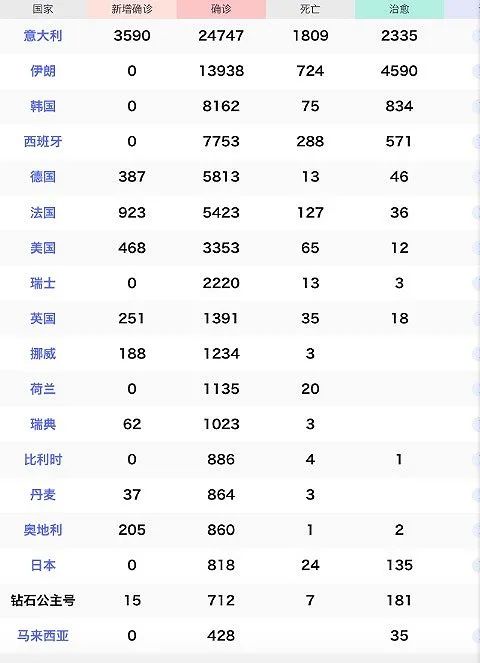 国家 新增确诊 确诊 死亡 治愈
意大利 3590 24747 1809 2335
伊朗 0 13938 724 4590
韩国 0 8162 75 834
西班牙 0 7753 288 571
德国 387 5813 13 46
法国 923 5423 127 36
美国 468 3353 65 12
瑞士 0 2220 13 3
英国 251 1391 35 18
挪威 188 1234 3
荷兰 0 1135 20
瑞典 62 1023 3
比利时 0 886 4 1
丹麦 37 864 3
奥地利 205 860 1 2
日本 0 818 24 135
钻石公主号 15 712 7 181
马来西亚 0 428 35